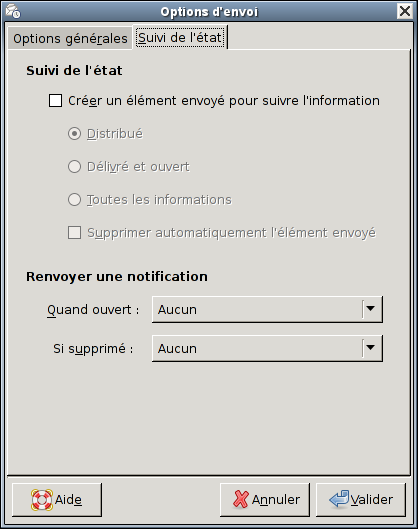 Options d'envoi
Options générales Suivi de l'état
Suivi de l'état
Créer un élément envoyé pour suivre l'information
Distribué
Délivré et ouvert
Toutes les informations
Supprimer automatiquement l'élément envoyé
Renvoyer une notification
Quand ouvert : Aucun
Si supprimé : Aucun
Aide Annuler Valider